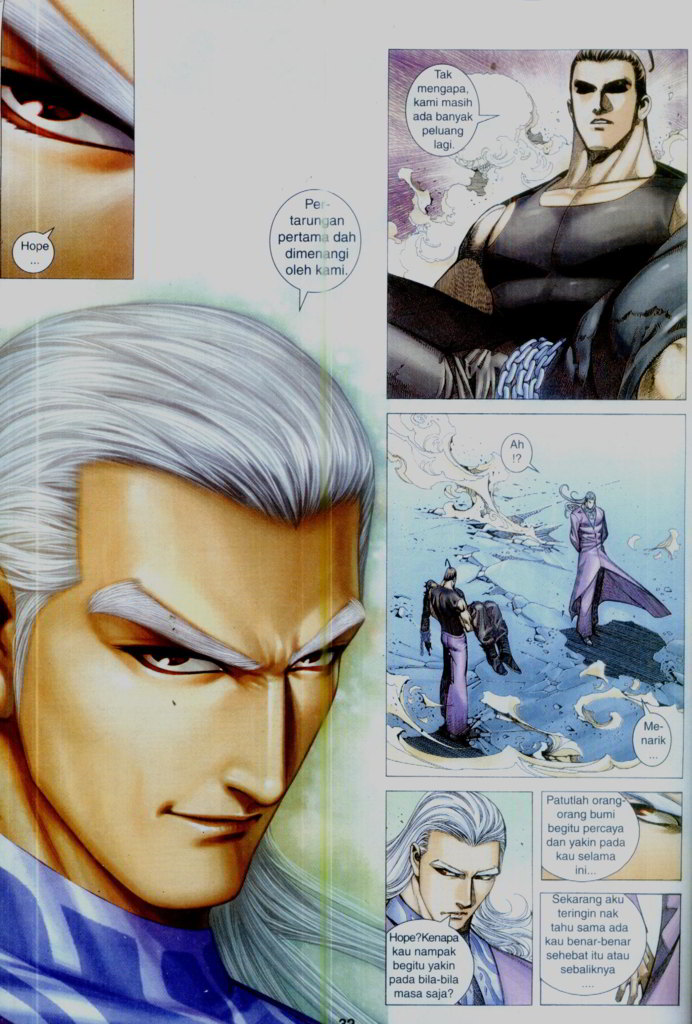 Hope
...
Per-
tarungan
pertama dah
dimenangi
oleh kami.
Tak
mengapa,
kami masih
ada banyak
peluang
lagi.
Ah
!?
Me-
narik
...
Hope?Kenapa
kau nampak
begitu yakin
pada bila-bila
masa saja?
Patutlah orang-
orang bumi
begitu percaya
dan yakin pada
kau selama
ini...
Sekarang aku
teringin nak
tahu sama ada
kau benar-benar
sehebat itu atau
sebaliknya
....
32